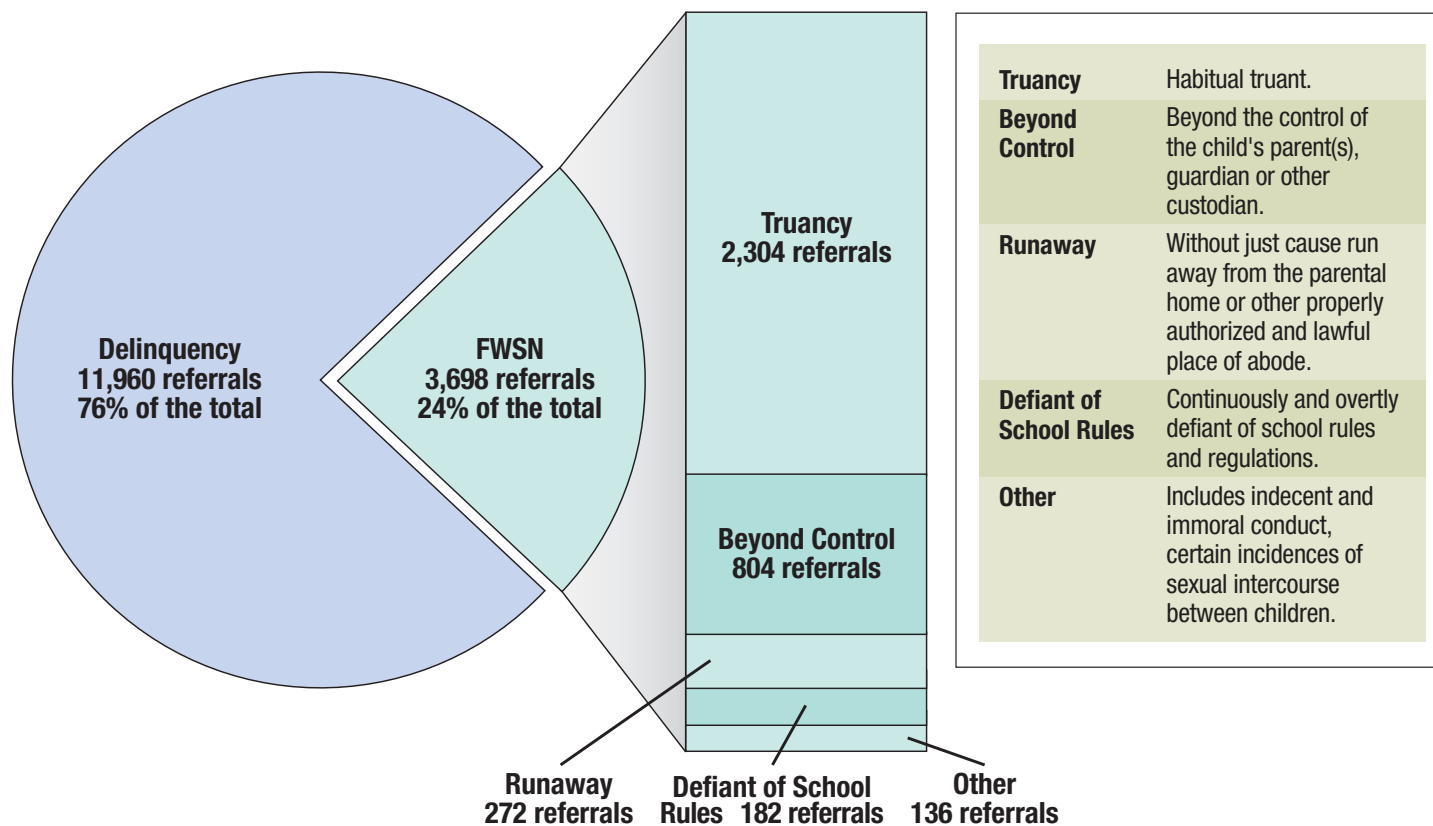 Delinquency
11,960 referrals
76% of the total
FWSN
3,698 referrals
24% of the total
Truancy
2,304 referrals
Beyond Control
804 referrals
Runaway
272 referrals
Defiant of School
Rules 182 referrals
Other
136 referrals
Truancy Habitual truant.
Beyond Beyond the control of
Control the child's parent(s),
guardian or other
custodian.
Runaway Without just cause run
away from the parental
home or other properly
authorized and lawful
place of abode.
Defiant of Continuously and overtly
School Rules defiant of school rules
and regulations.
Other Includes indecent and
immoral conduct,
certain incidences of
sexual intercourse
between children.